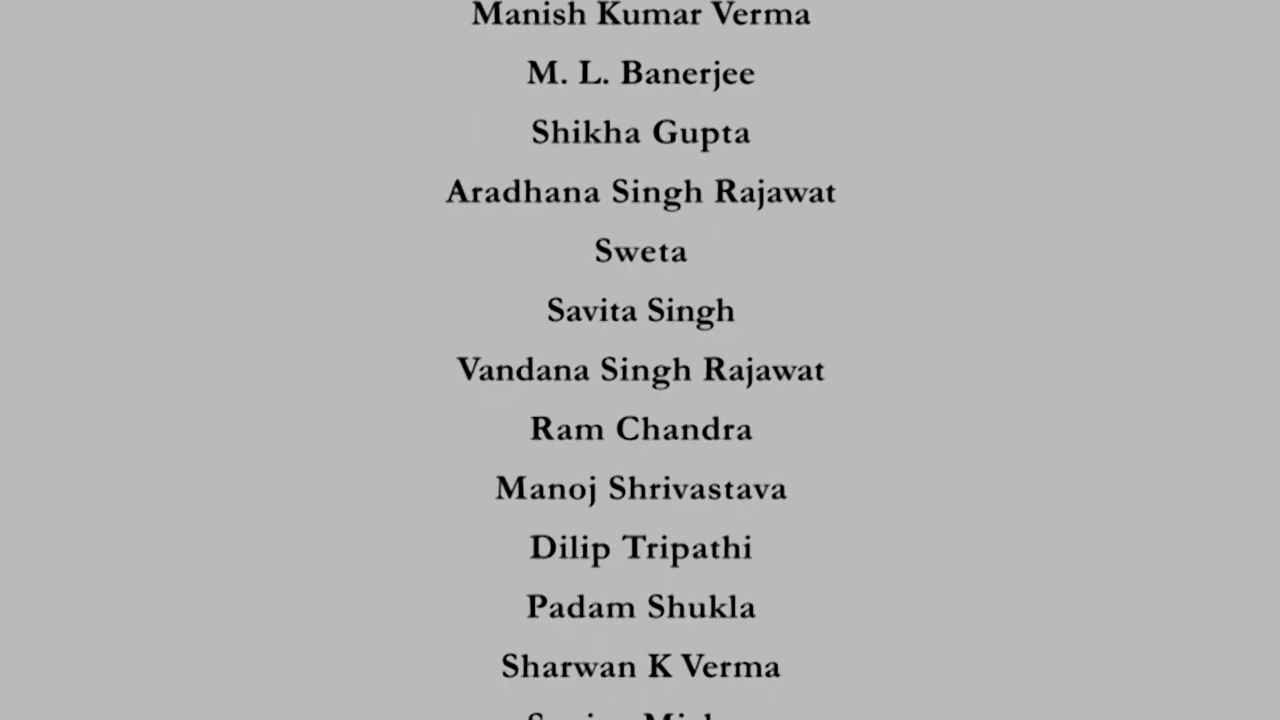 Manish Kumar Verma
M. L. Banerjee
Shikha Gupta
Aradhana Singh Rajawat
Sweta
Savita Singh
Vandana Singh Rajawat
Ram Chandra
Manoj Shrivastava
Dilip Tripathi
Padam Shukla
Sharwan K Verma